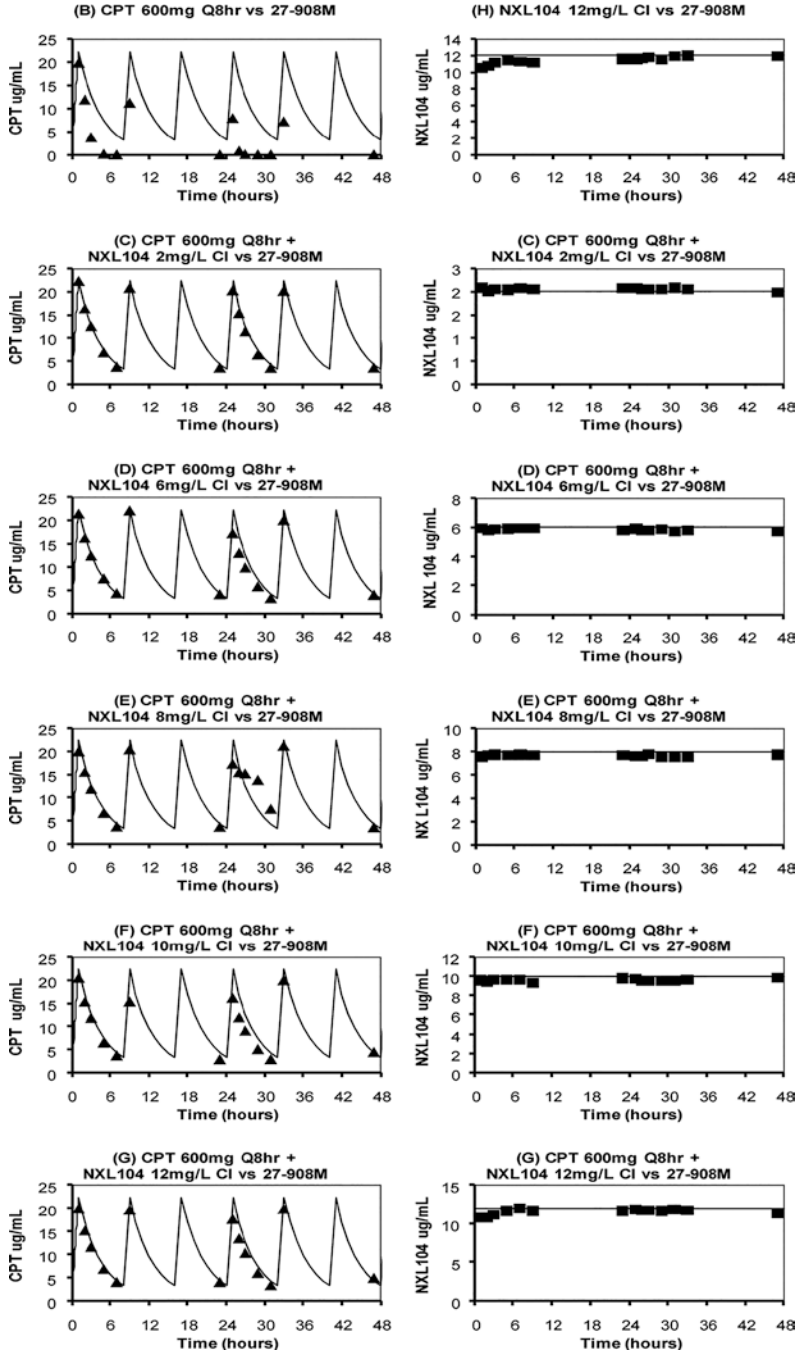 (B) CPT 600mg Q8hr vs 27-908M
CPT ug/mL
25
20
15
10
5
0
0 6 12 18 24 30 36 42 48
Time (hours)
(H) NXL104 12mg/L CI vs 27-908M
NXL104 ug/mL
14
12
10
8
6
4
2
0
0 6 12 18 24 30 36 42 48
Time (hours)
(C) CPT 600mg Q8hr +
NXL104 2mg/L CI vs 27-908M
CPT ug/mL
25
20
15
10
5
0
0 6 12 18 24 30 36 42 48
Time (hours)
(C) CPT 600mg Q8hr +
NXL104 2mg/L CI vs 27-908M
NXL104 ug/mL
3
2
2
1
1
0
0 6 12 18 24 30 36 42 48
Time (hours)
(D) CPT 600mg Q8hr +
NXL104 6mg/L CI vs 27-908M
CPT ug/mL
25
20
15
10
5
0
0 6 12 18 24 30 36 42 48
Time (hours)
(D) CPT 600mg Q8hr +
NXL104 6mg/L CI vs 27-908M
NXL 104 ug/mL
8
6
4
2
0
0 6 12 18 24 30 36 42 48
Time (hours)
(E) CPT 600mg Q8hr +
NXL104 8mg/L CI vs 27-908M
CPT ug/mL
25
20
15
10
5
0
0 6 12 18 24 30 36 42 48
Time (hours)
(E) CPT 600mg Q8hr +
NXL104 8mg/L CI vs 27-908M
NX L104 ug/mL
10
8
6
4
2
0
0 6 12 18 24 30 36 42 48
Time (hours)
(F) CPT 600mg Q8hr +
NXL104 10mg/L CI vs 27-908M
CPT ug/mL
25
20
15
10
5
0
0 6 12 18 24 30 36 42 48
Time (hours)
(F) CPT 600mg Q8hr +
NXL104 10mg/L CI vs 27-908M
NXL104 ug/mL
12
10
8
6
4
2
0
0 6 12 18 24 30 36 42 48
Time (hours)
(G) CPT 600mg Q8hr +
NXL104 12mg/L CI vs 27-908M
CPT ug/mL
25
20
15
10
5
0
0 6 12 18 24 30 36 42 48
Time (hours)
(G) CPT 600mg Q8hr +
NXL104 12mg/L CI vs 27-908M
NXL104 ug/mL
15
10
5
0
0 6 12 18 24 30 36 42 48
Time (hours)